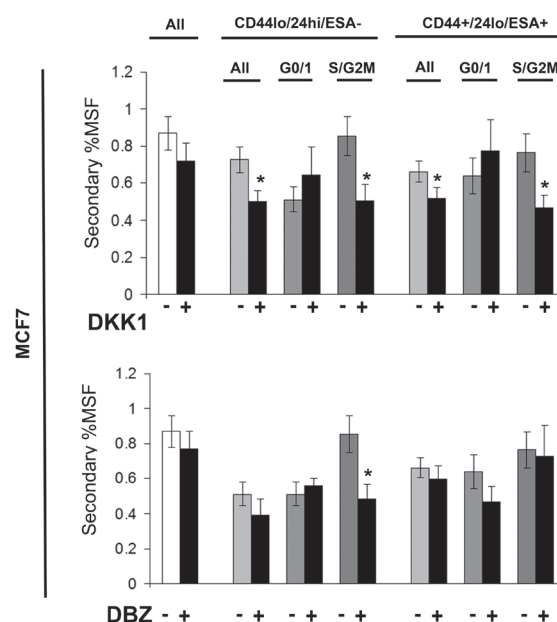 All CD44lo/24hi/ESA- CD44+/24lo/ESA+
All G0/1 S/G2M All G0/1 S/G2M
MCF7
Secondary %MSF
1.2
1
0.8
0.6
0.4
0.2
0
* * * *
- + - + - + - + - + - + - +
DKK1
Secondary %MSF
1.2
1
0.8
0.6
0.4
0.2
0
*
DBZ - + - + - + - + - + - + - +